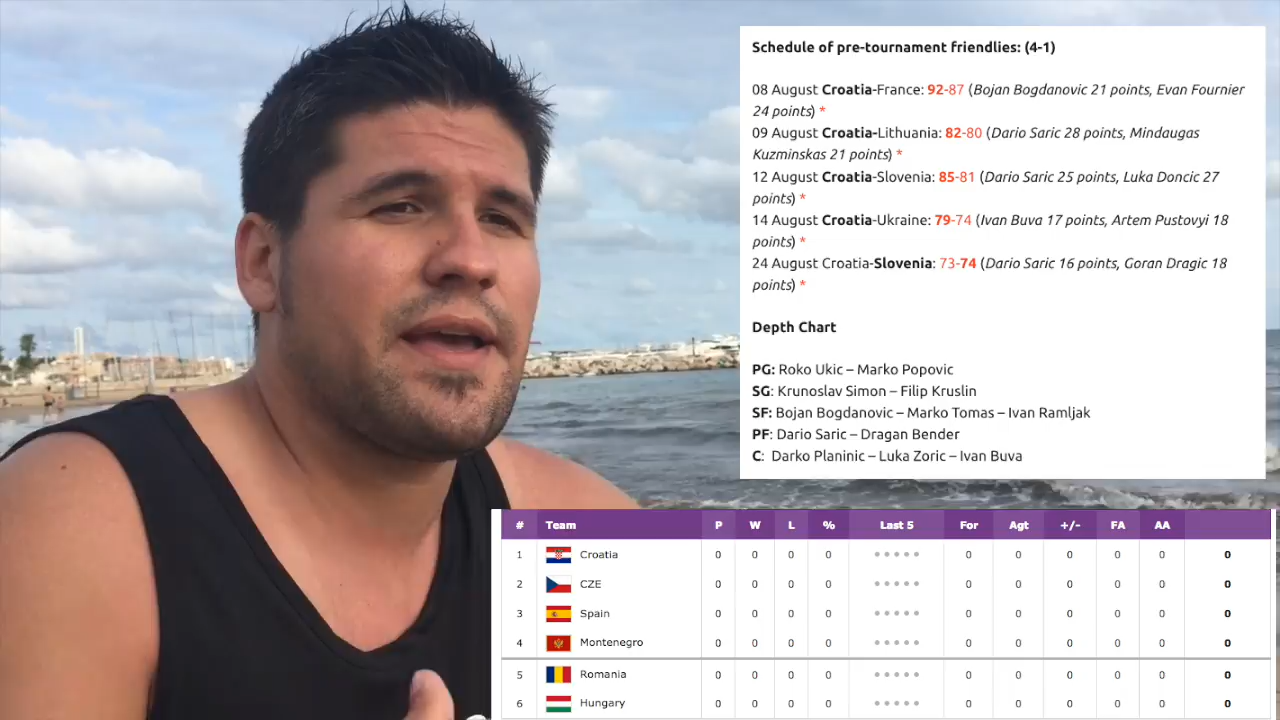 Schedule of pre-tournament friendlies: (4-1)
08 August Croatia-France: 92-87 (Bojan Bogdanovic 21 points, Evan Fournier
24 points) *
09 August Croatia-Lithuania: 82-80 (Dario Saric 28 points, Mindaugas
Kuzminskas 21 points) *
12 August Croatia-Slovenia: 85-81 (Dario Saric 25 points, Luka Doncic 27
points) *
14 August Croatia-Ukraine: 79-74 (Ivan Buva 17 points, Artem Pustovyi 18
points) *
24 August Croatia-Slovenia: 73-74 (Dario Saric 16 points, Goran Dragic 18
points) *
Depth Chart
PG: Roko Ukic – Marko Popovic
SG: Krunoslav Simon – Filip Kruslin
SF: Bojan Bogdanovic – Marko Tomas – Ivan Ramljak
PF: Dario Saric – Dragan Bender
C: Darko Planinic – Luka Zoric – Ivan Buva
# Team P W L % Last 5 For Agt +/- FA AA
1 Croatia 0 0 0 0 0 0 0 0 0 0
2 CZE 0 0 0 0 0 0 0 0 0 0
3 Spain 0 0 0 0 0 0 0 0 0 0
4 Montenegro 0 0 0 0 0 0 0 0 0 0
5 Romania 0 0 0 0 0 0 0 0 0 0
6 Hungary 0 0 0 0 0 0 0 0 0 0